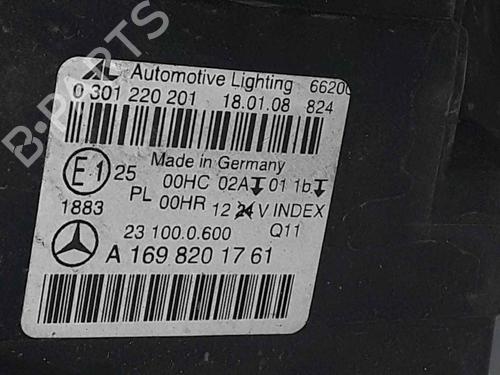 B-PARTS
AL Automotive Lighting 6620
0 301 220 201 18.01.08 824
Made in Germany
E1 25 00HC 02A 01 1b
PL 00HR 12 24 V INDEX
1883
23 100.0.600 Q11
A 169 820 17 61